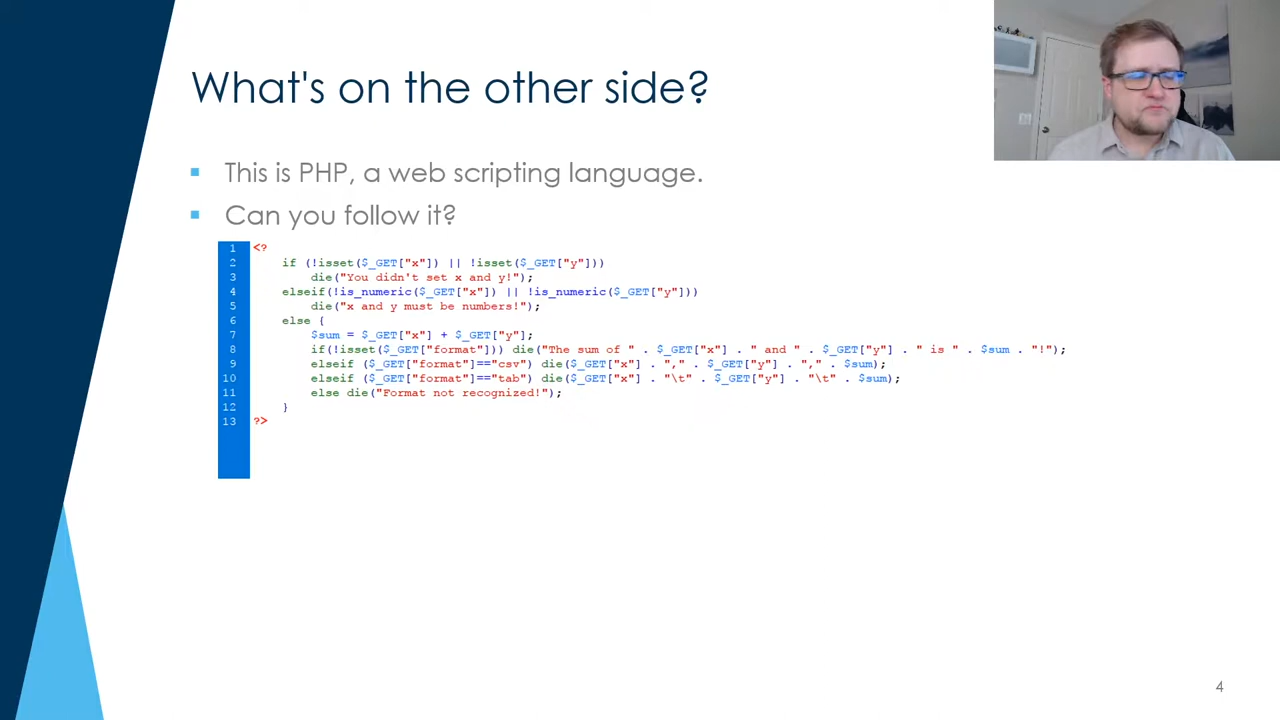 What's on the other side?
This is PHP, a web scripting language.
Can you follow it?
1 <?
2 if (!isset($_GET["x"]) || !isset($_GET["y"]))
3 die("You didn't set x and y!");
4 elseif(!is_numeric($_GET["x"]) || !is_numeric($_GET["y"]))
5 die("x and y must be numbers!");
6 else {
7 $sum = $_GET["x"] + $_GET["y"];
8 if(!isset($_GET["format"])) die("The sum of " . $_GET["x"] . " and " . $_GET["y"] . " is " . $sum . "!");
9 elseif ($_GET["format"]=="csv") die($_GET["x"] . "," . $_GET["y"] . "," . $sum);
10 elseif ($_GET["format"]=="tab") die($_GET["x"] . "\t" . $_GET["y"] . "\t" . $sum);
11 else die("Format not recognized!");
12 }
13 ?>
4